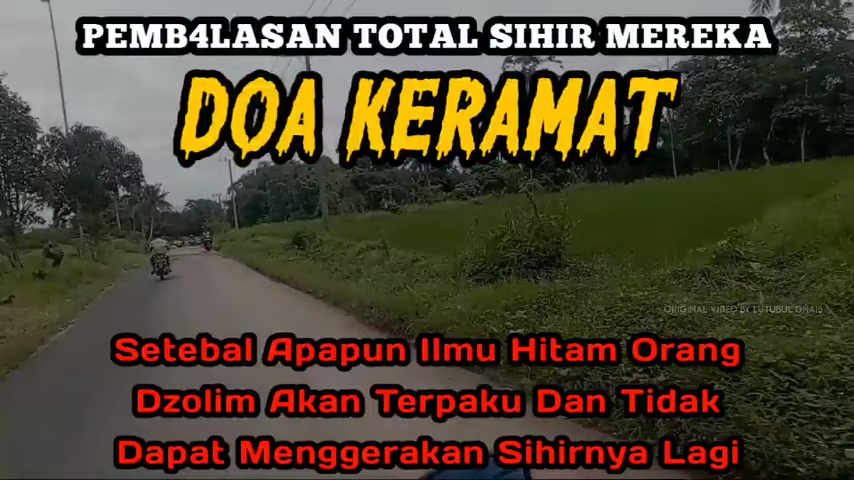 PEMB4LASAN TOTAL SIHIR MEREKA
DOA KERAMAT
ORIGINAL VIDEO BY LUTUBUL GHAIB
Setebal Apapun Ilmu Hitam Orang
Dzolim Akan Terpaku Dan Tidak
Dapat Menggerakan Sihirnya Lagi